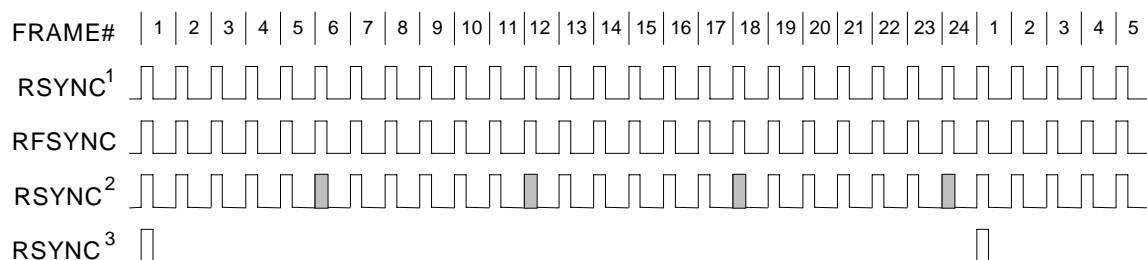 FRAME# 1 2 3 4 5 6 7 8 9 10 11 12 13 14 15 16 17 18 19 20 21 22 23 24 1 2 3 4 5
RSYNC¹
RFSYNC
RSYNC²
RSYNC³